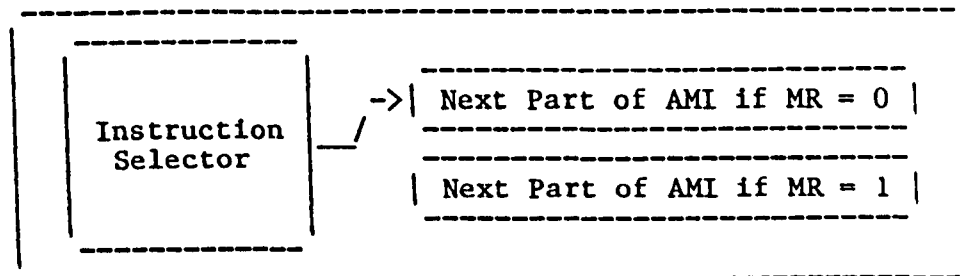 Next Part of AMI if MR = 0
Instruction
Selector
Next Part of AMI if MR = 1